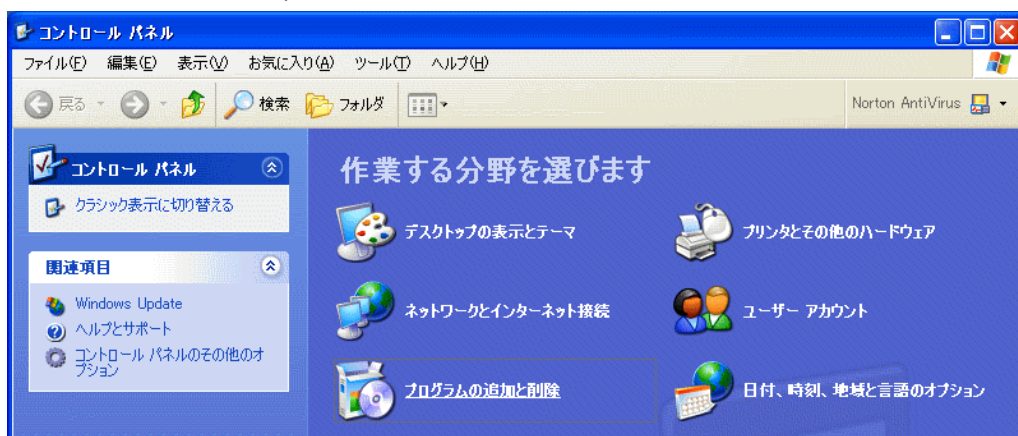 コントロール パネル
ファイル(F) 編集(E) 表示(V) お気に入り(A) ツール(T) ヘルプ(H)
戻る 検索 フォルダ Norton AntiVirus
コントロール パネル
クラシック表示に切り替える
関連項目
Windows Update
ヘルプとサポート
コントロール パネルのその他のオ
プション
作業する分野を選びます
デスクトップの表示とテーマ
プリンタとその他のハードウェア
ネットワークとインターネット接続
ユーザー アカウント
プログラムの追加と削除
日付、時刻、地域と言語のオプション